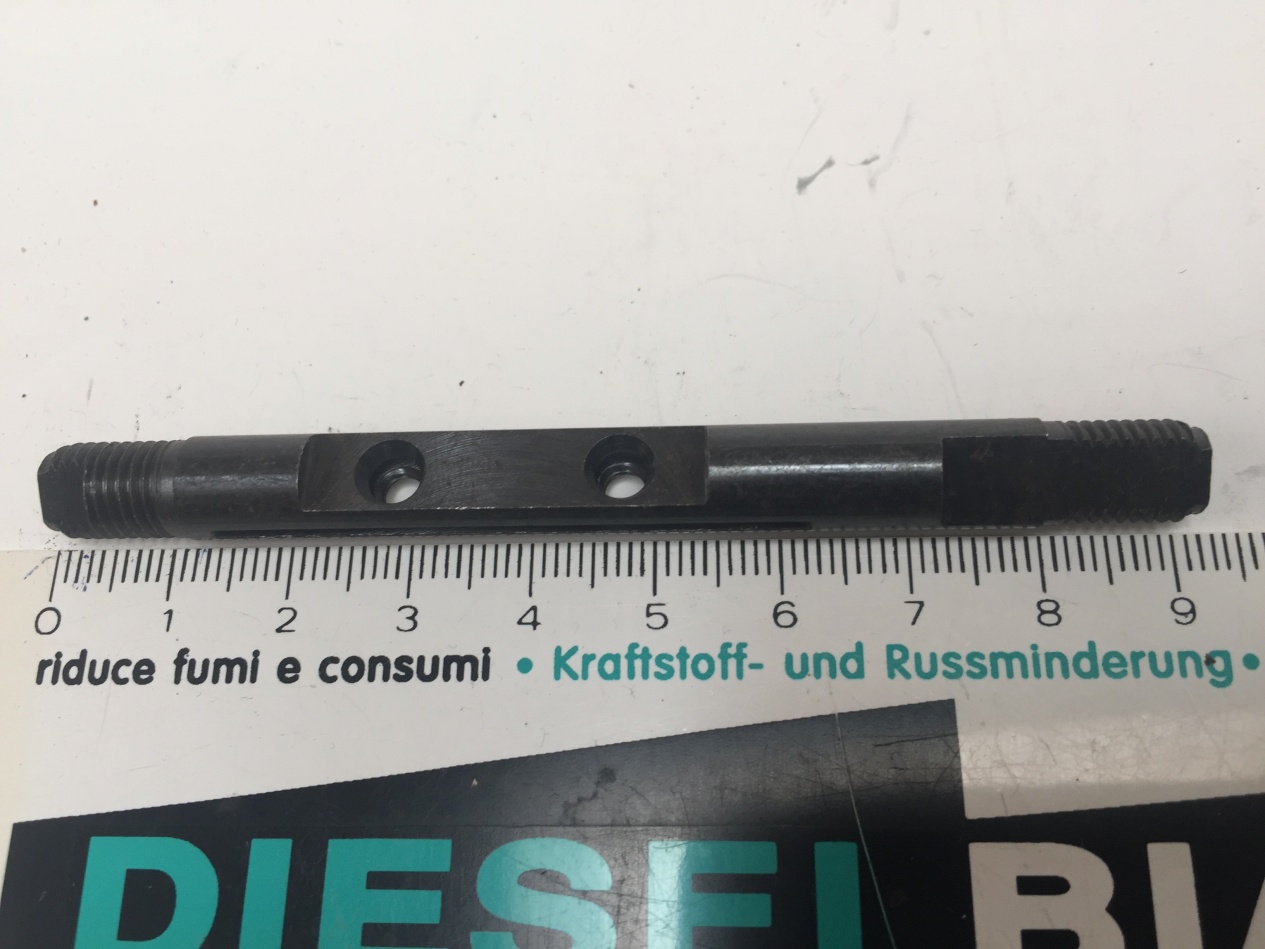 0 1 2 3 4 5 6 7 8 9
riduce fumi e consumi • Kraftstoff- und Russminderung •
DIESEL